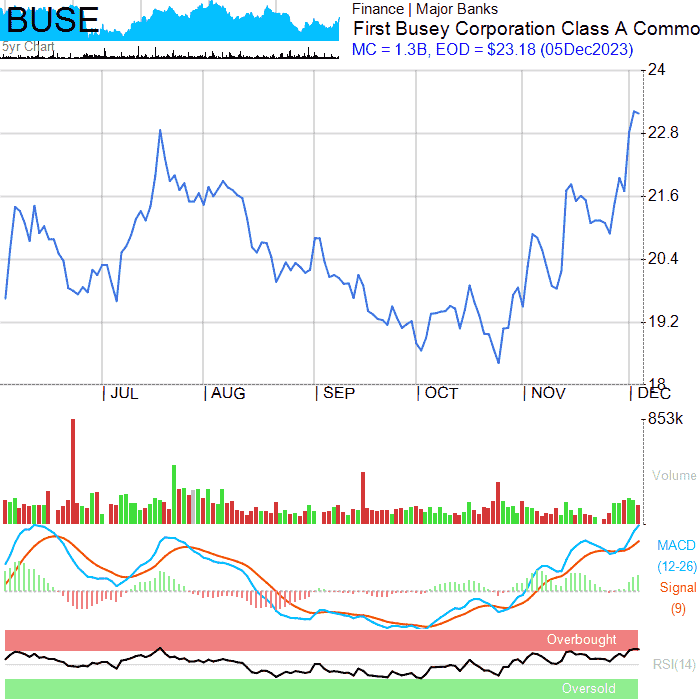 BUSE
5yr Chart
Finance | Major Banks
First Busey Corporation Class A Commo
MC = 1.3B, EOD = $23.18 (05Dec2023)
24
22.8
21.6
20.4
19.2
18
JUL AUG SEP OCT NOV DEC
853k
Volume
MACD
(12-26)
Signal
(9)
Overbought
RSI(14)
Oversold